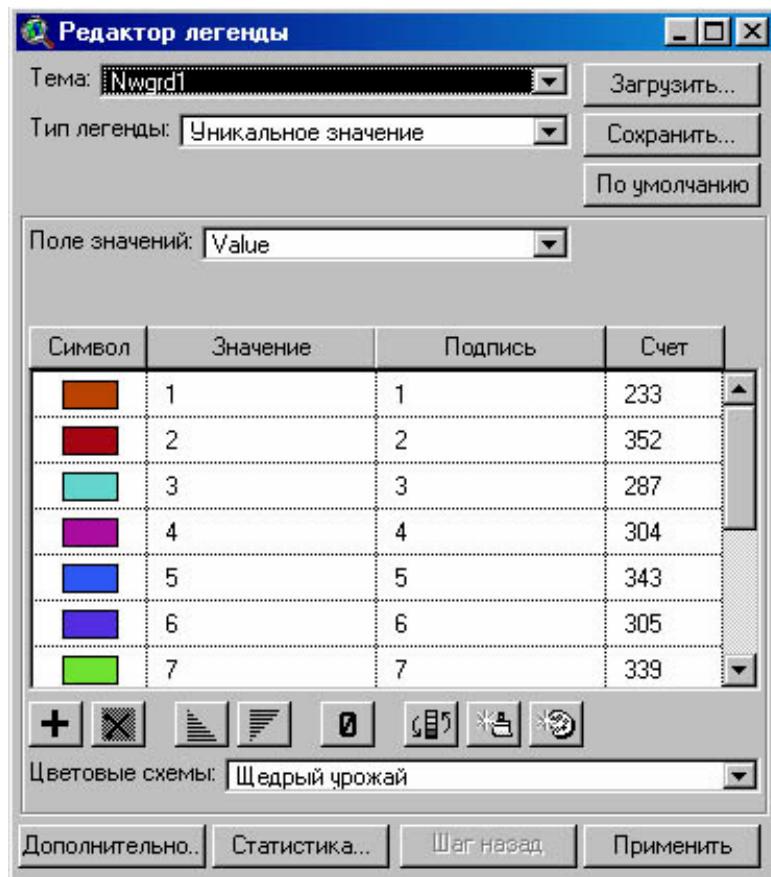 Редактор легенды
Тема: Nwgrd1
Загрузить...
Тип легенды: Уникальное значение
Сохранить...
По умолчанию
Поле значений: Value
Символ Значение Подпись Счет
1 1 233
2 2 352
3 3 287
4 4 304
5 5 343
6 6 305
7 7 339
0
Цветовые схемы: Щедрый урожай
Дополнительно.. Статистика... Шаг назад Применить